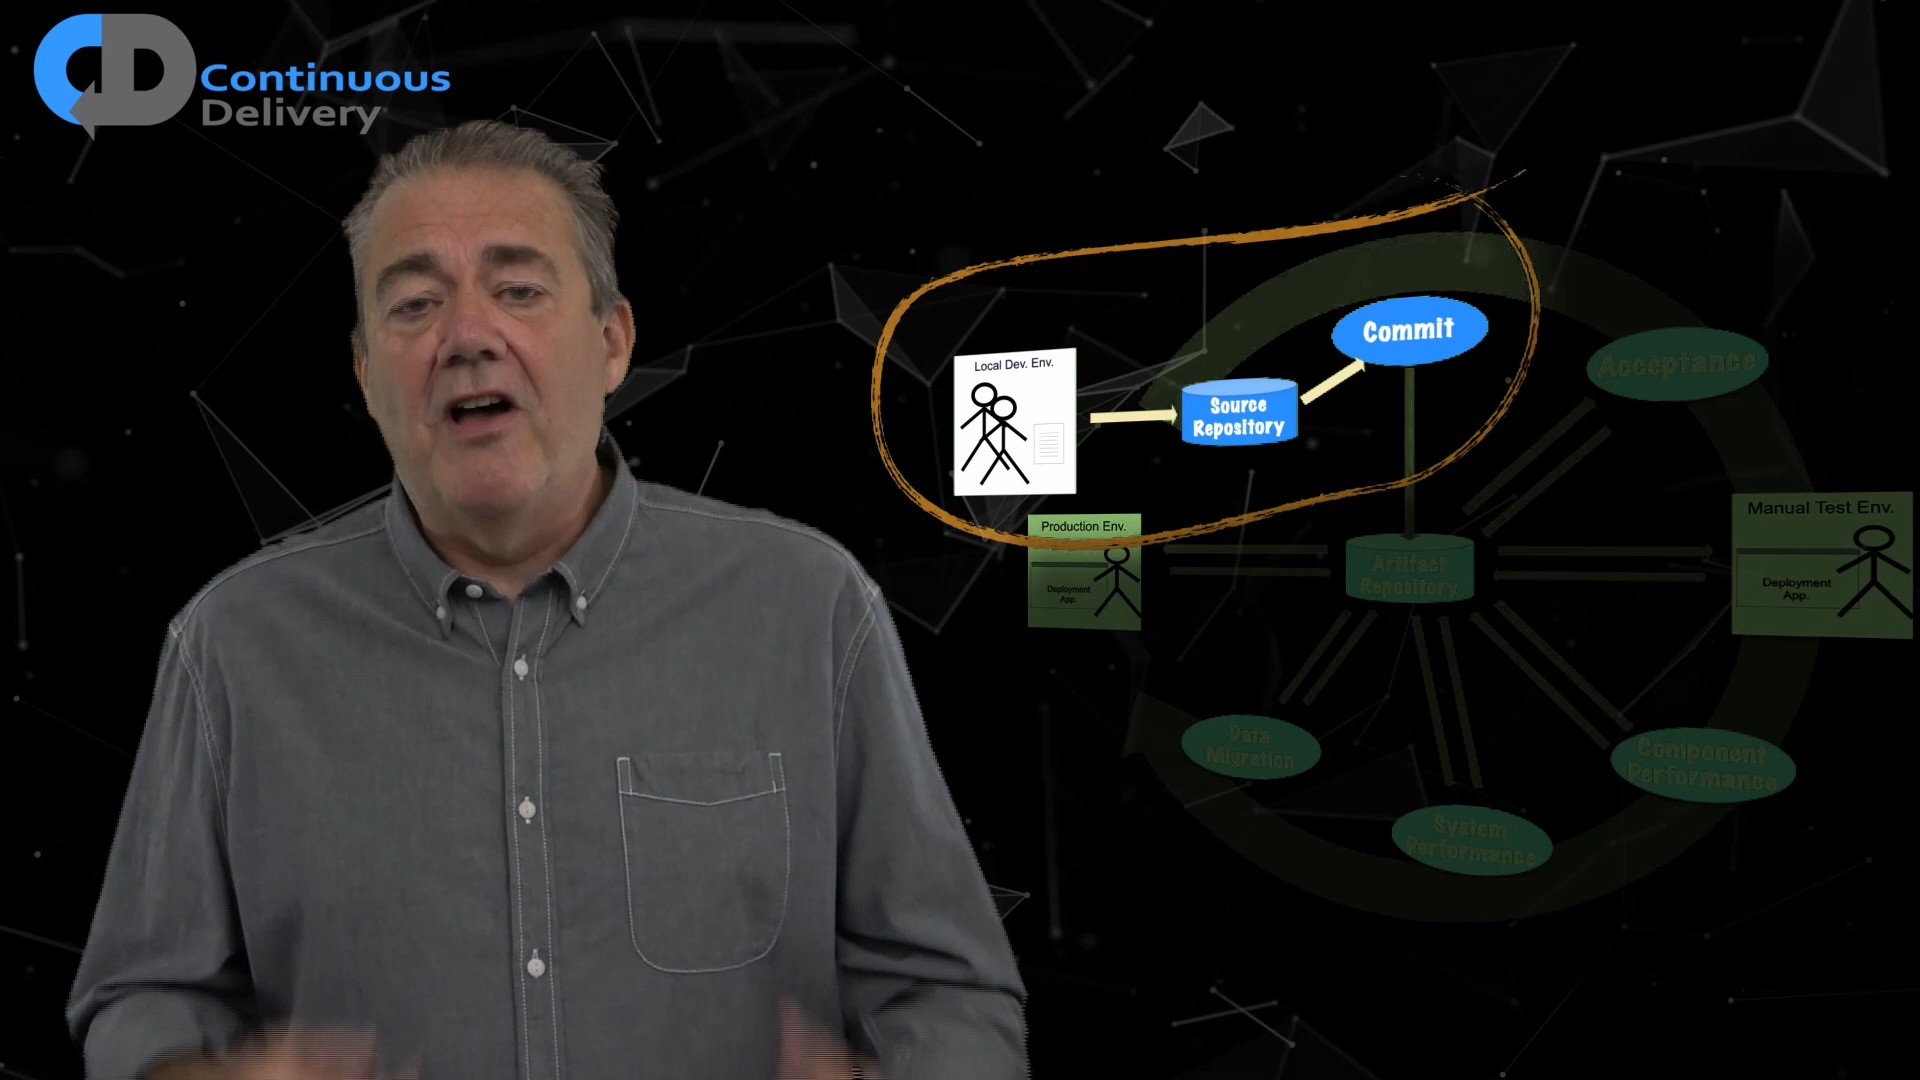 Continuous
Delivery
Local Dev. Env.
Source
Repository
Commit
Acceptance
Production Env.
Deployment
App.
Artifact
Repository
Manual Test Env.
Deployment
App.
Data
Migration
Component
Performance
System
Performance